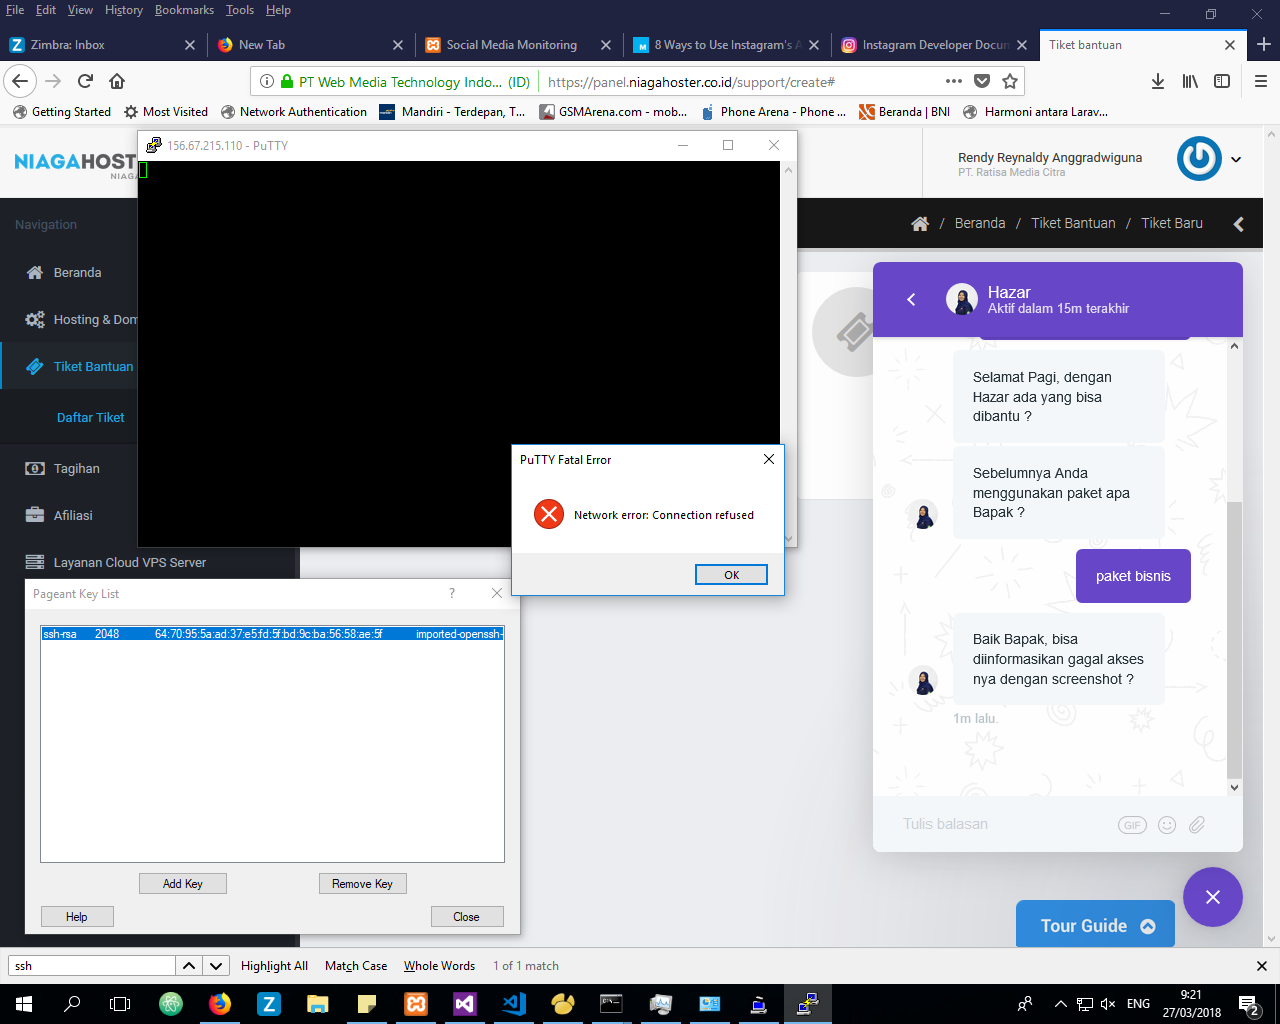 File Edit View History Bookmarks Tools Help
Zimbra: Inbox
New Tab
Social Media Monitoring
8 Ways to Use Instagram's A
Instagram Developer Docum
Tiket bantuan
PT Web Media Technology Indo... (ID)
https://panel.niagahoster.co.id/support/create#
Getting Started
Most Visited
Network Authentication
Mandiri - Terdepan, T...
GSMArena.com - mob...
Phone Arena - Phone ...
Beranda | BNI
Harmoni antara Larav...
NIAGAHOST
NIAGA
156.67.215.110 - PuTTY
Rendy Reynaldy Anggradwiguna
PT. Ratisa Media Citra
Navigation
/ Beranda / Tiket Bantuan / Tiket Baru
Beranda
Hosting & Dom
Tiket Bantuan
Daftar Tiket
Tagihan
Afiliasi
Layanan Cloud VPS Server
Hazar
Aktif dalam 15m terakhir
Selamat Pagi, dengan
Hazar ada yang bisa
dibantu ?
Sebelumnya Anda
menggunakan paket apa
Bapak ?
paket bisnis
Baik Bapak, bisa
diinformasikan gagal akses
nya dengan screenshot ?
1m lalu.
Tulis balasan
GIF
PuTTY Fatal Error
Network error: Connection refused
OK
Pageant Key List
?
ssh-rsa 2048 64:70:95:5a:ad:37:e5:fd:5f:bd:9c:ba:56:58:ae:5f imported-openssh-
Add Key
Remove Key
Help
Close
Tour Guide
ssh
Highlight All
Match Case
Whole Words
1 of 1 match
ENG
9:21
27/03/2018
2